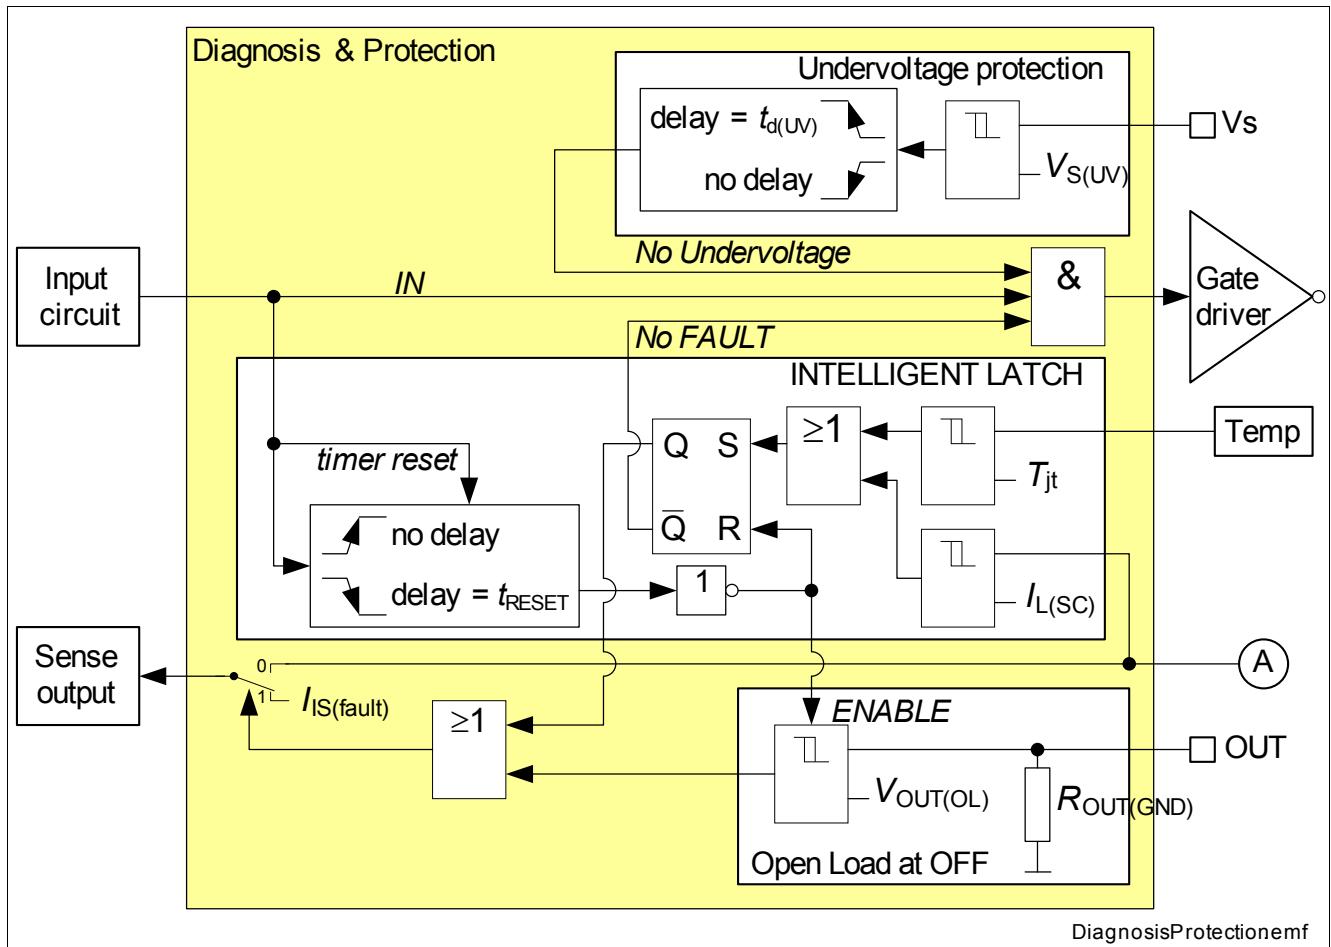 Diagnosis & Protection
Undervoltage protection
delay = td(UV)
no delay
VS(UV)
Vs
No Undervoltage
Input
circuit
IN
&
Gate
driver
No FAULT
INTELLIGENT LATCH
timer reset
Q S
Q̅ R
≥1
Tjt
Temp
no delay
delay = tRESET
1
IL(SC)
Sense
output
0
1
IIS(fault)
≥1
A
ENABLE
OUT
VOUT(OL)
ROUT(GND)
Open Load at OFF
DiagnosisProtectionemf